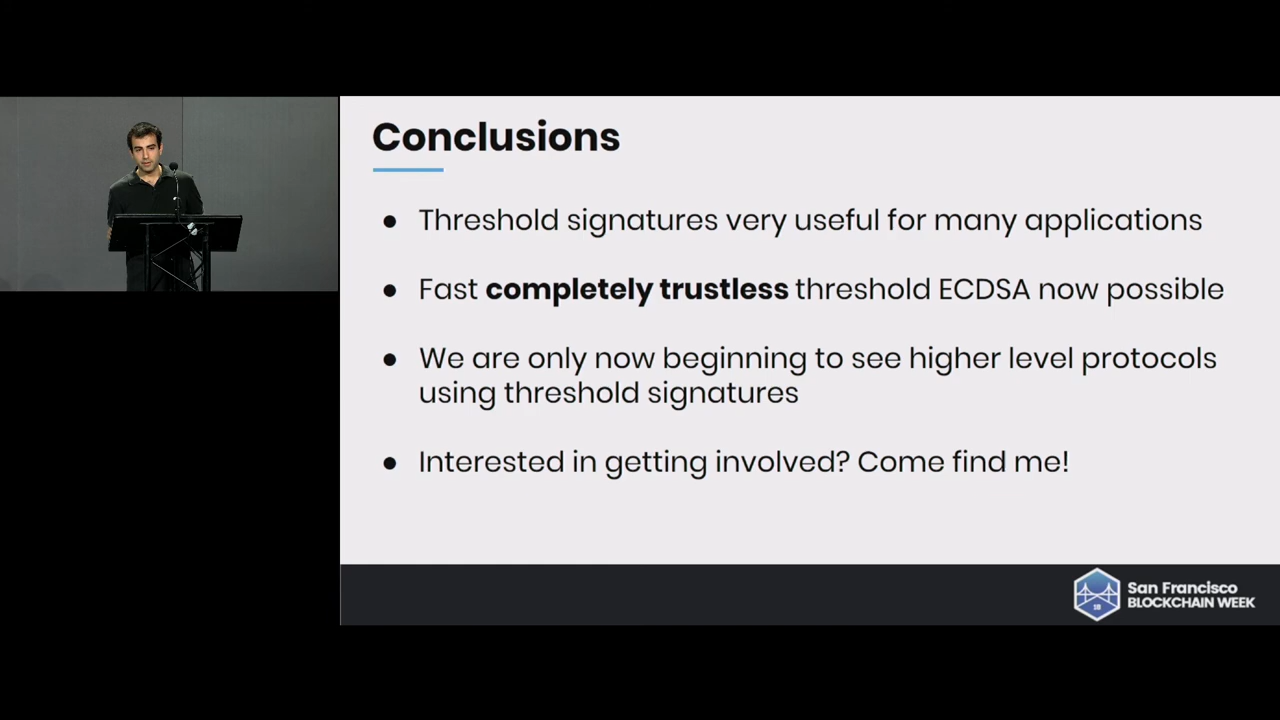 Conclusions
● Threshold signatures very useful for many applications
● Fast completely trustless threshold ECDSA now possible
● We are only now beginning to see higher level protocols
using threshold signatures
● Interested in getting involved? Come find me!
18
San Francisco
BLOCKCHAIN WEEK